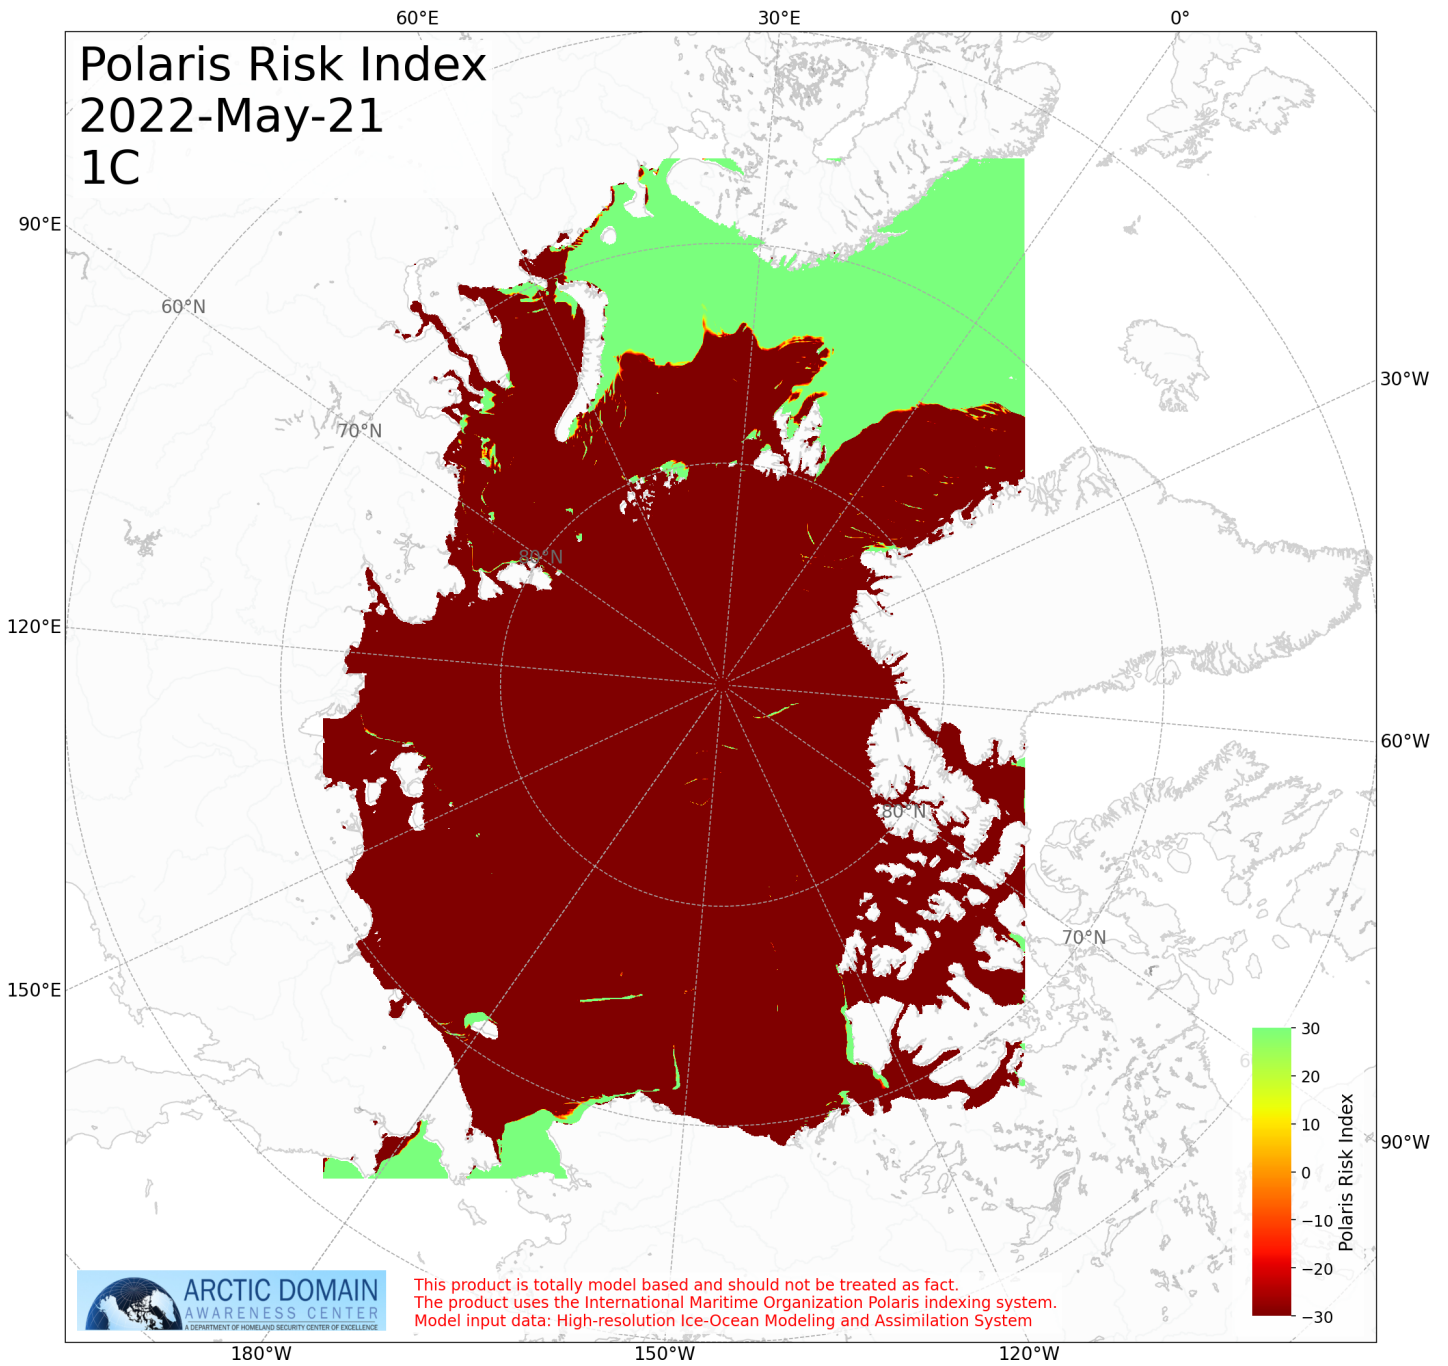 60°E 30°E 0°
Polaris Risk Index
2022-May-21
1C
90°E
60°N
30°W
70°N
80°N
120°E
60°W
80°N
70°N
150°E
30
20
10
0
−10
−20
−30
Polaris Risk Index
90°W
ARCTIC DOMAIN
AWARENESS CENTER
A DEPARTMENT OF HOMELAND SECURITY CENTER OF EXCELLENCE
This product is totally model based and should not be treated as fact.
The product uses the International Maritime Organization Polaris indexing system.
Model input data: High-resolution Ice-Ocean Modeling and Assimilation System
180°W 150°W 120°W